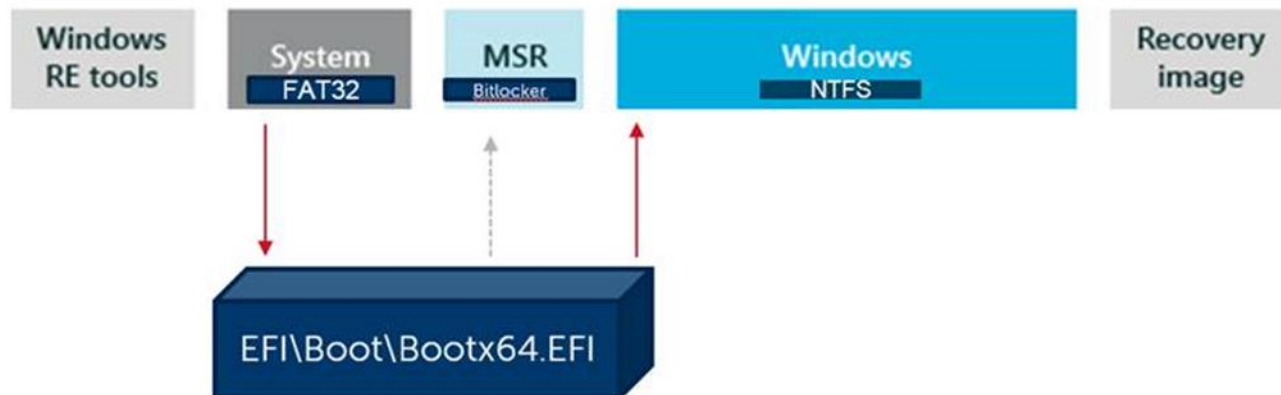 Windows
RE tools
System
FAT32
MSR
Bitlocker
Windows
NTFS
Recovery
image
EFI\Boot\Bootx64.EFI